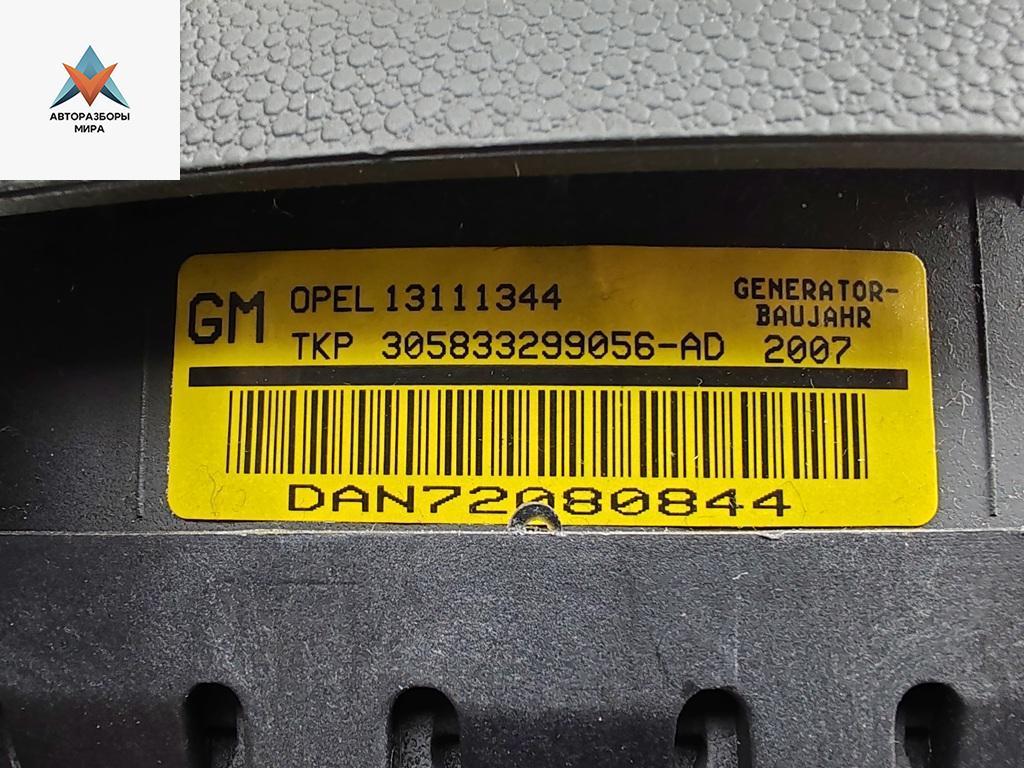 АВТОРАЗБОРЫ
МИРА
GM
OPEL 13111344
TKP 305833299056-AD
GENERATOR-
BAUJAHR
2007
DAN72080844